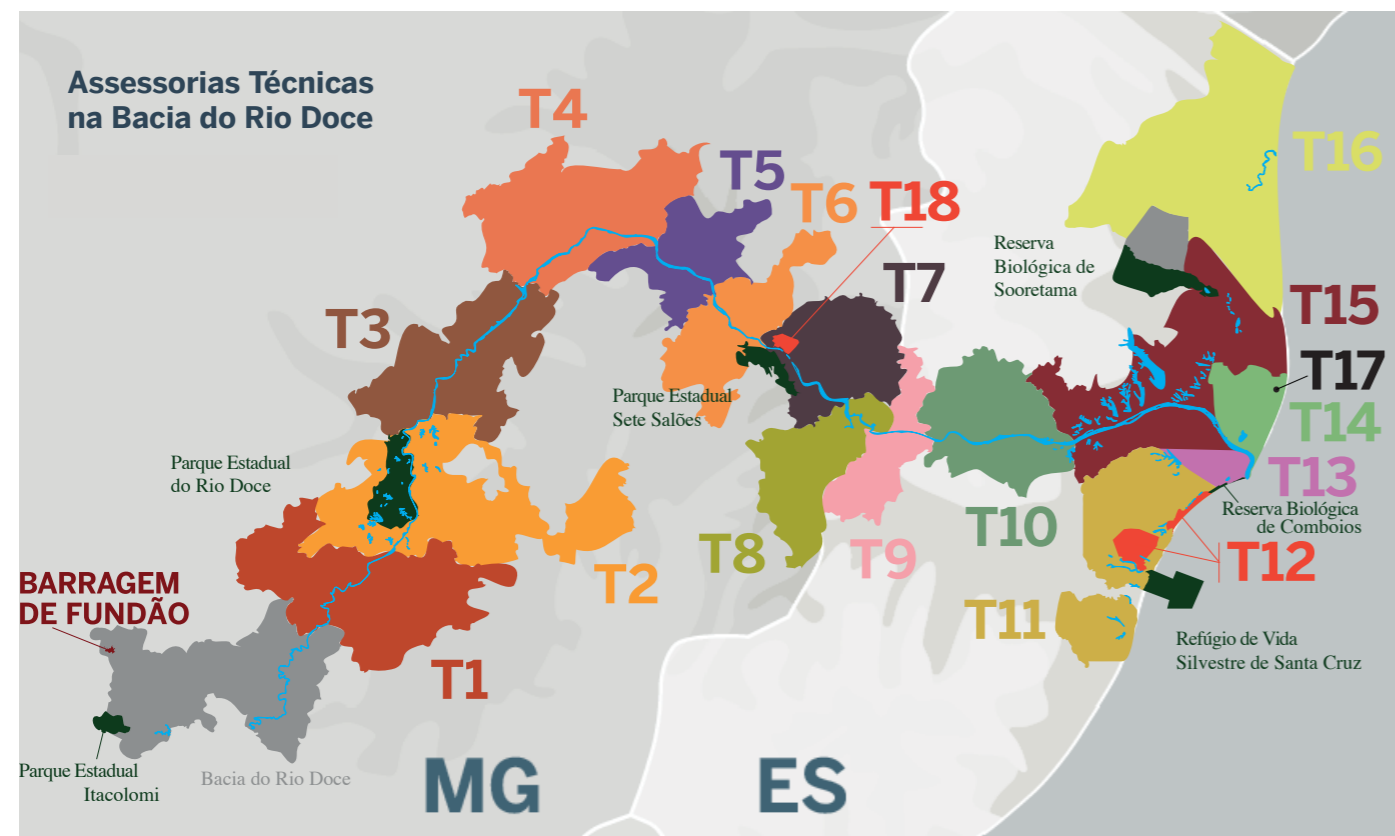 Assessorias Técnicas
na Bacia do Rio Doce
T4
T5
T6
T18
T16
T7
Reserva
Biológica de
Sooretama
T3
T15
T17
T14
Parque Estadual
Sete Salões
Parque Estadual
do Rio Doce
T13
Reserva Biológica
de Comboios
T10
T8
T9
T12
T2
BARRAGEM
DE FUNDÃO
T11
Refúgio de Vida
Silvestre de Santa Cruz
T1
Parque Estadual
Itacolomi
Bacia do Rio Doce
MG
ES